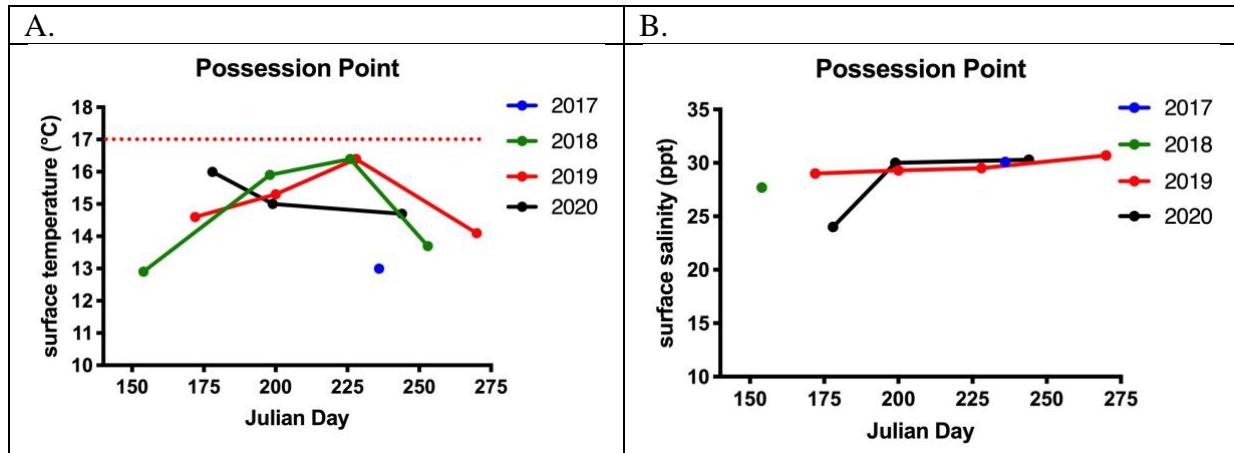 A.
Possession Point
surface temperature (°C)
18
17
16
15
14
13
12
11
10
150 175 200 225 250 275
Julian Day
2017
2018
2019
2020
B.
Possession Point
surface salinity (ppt)
35
30
25
20
15
10
150 175 200 225 250 275
Julian Day
2017
2018
2019
2020